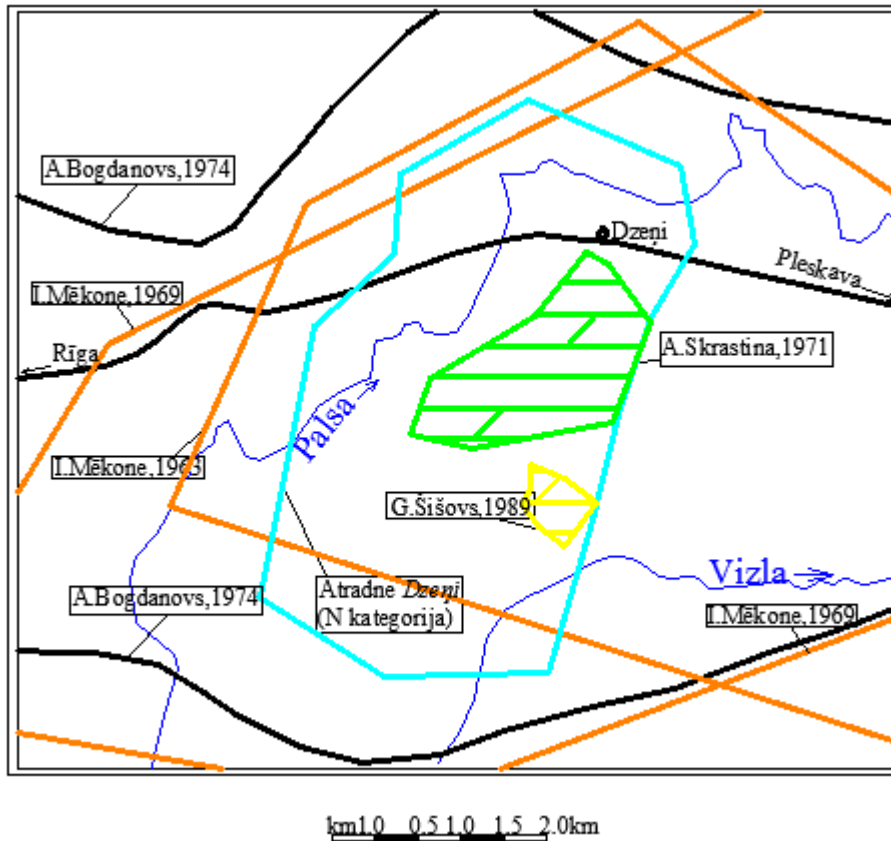 A.Bogdanovs,1974
Dzeņi
Pleskava
I.Mēkone,1969
A.Skrastina,1971
Rīga
Palsa
I.Mēkone,1963
G.Šišovs,1989
Vizla
Atradne Dzeņi
(N kategorija)
A.Bogdanovs,1974
I.Mēkone,1969
km1.0 0.5 1.0 1.5 2.0km